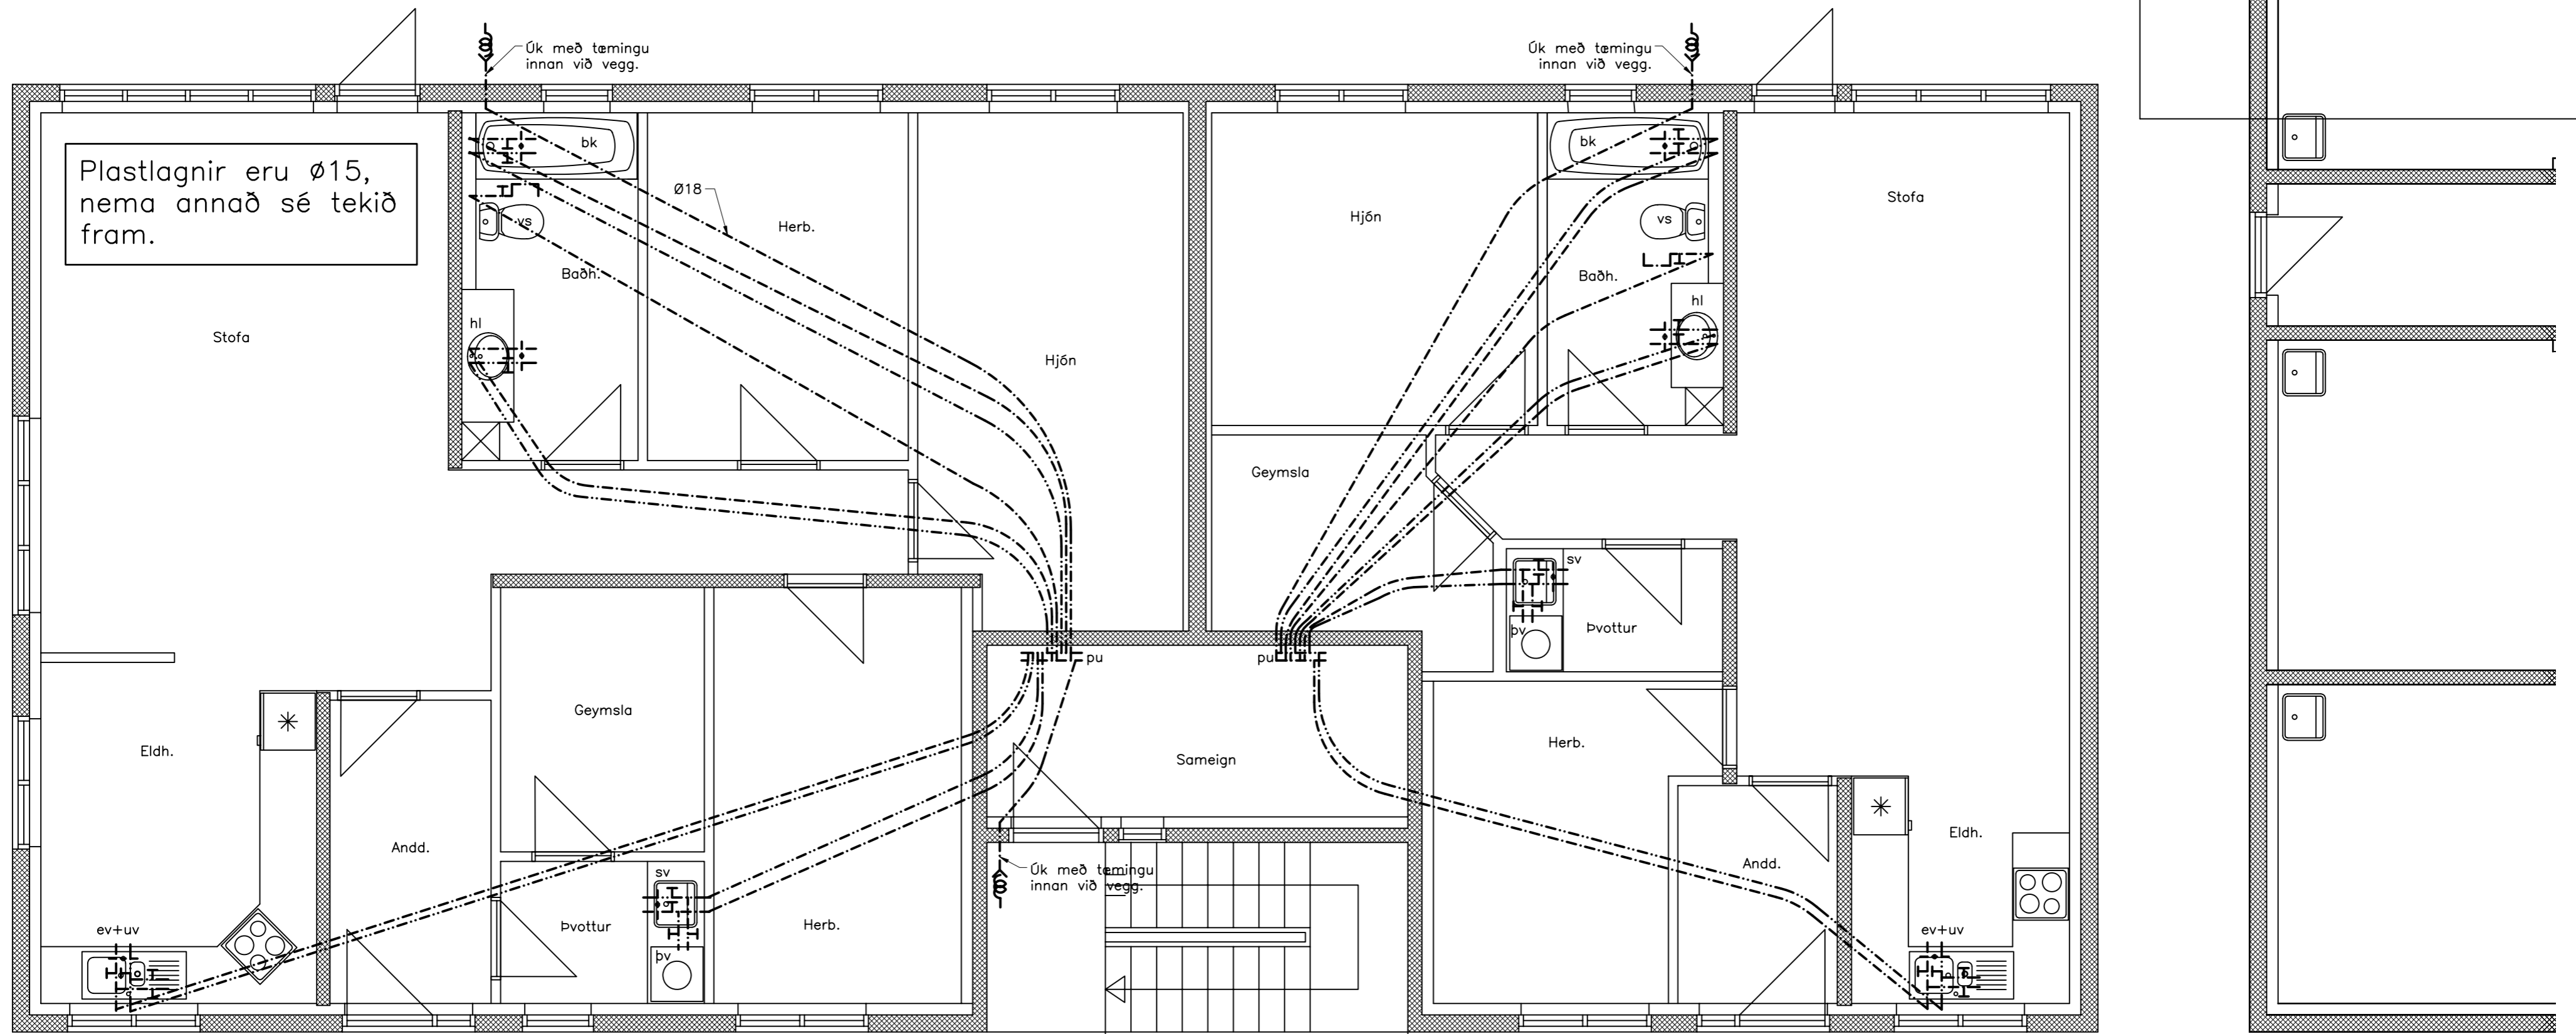 Úk með tæmingu
innan við vegg.
Úk með tæmingu
innan við vegg.
Plastlagnir eru ø15,
nema annað sé tekið
fram.
bk
Ø18
vs
Herb.
Baðh.
Stofa
hl
Hjón
Hjón
bk
vs
Baðh.
hl
Stofa
Geymsla
sv
þv
Þvottur
pu
pu
Geymsla
Eldh.
Andd.
Sameign
Herb.
Eldh.
Andd.
Úk með tæmingu
innan við vegg.
sv
Þvottur
þv
Herb.
ev+uv
ev+uv